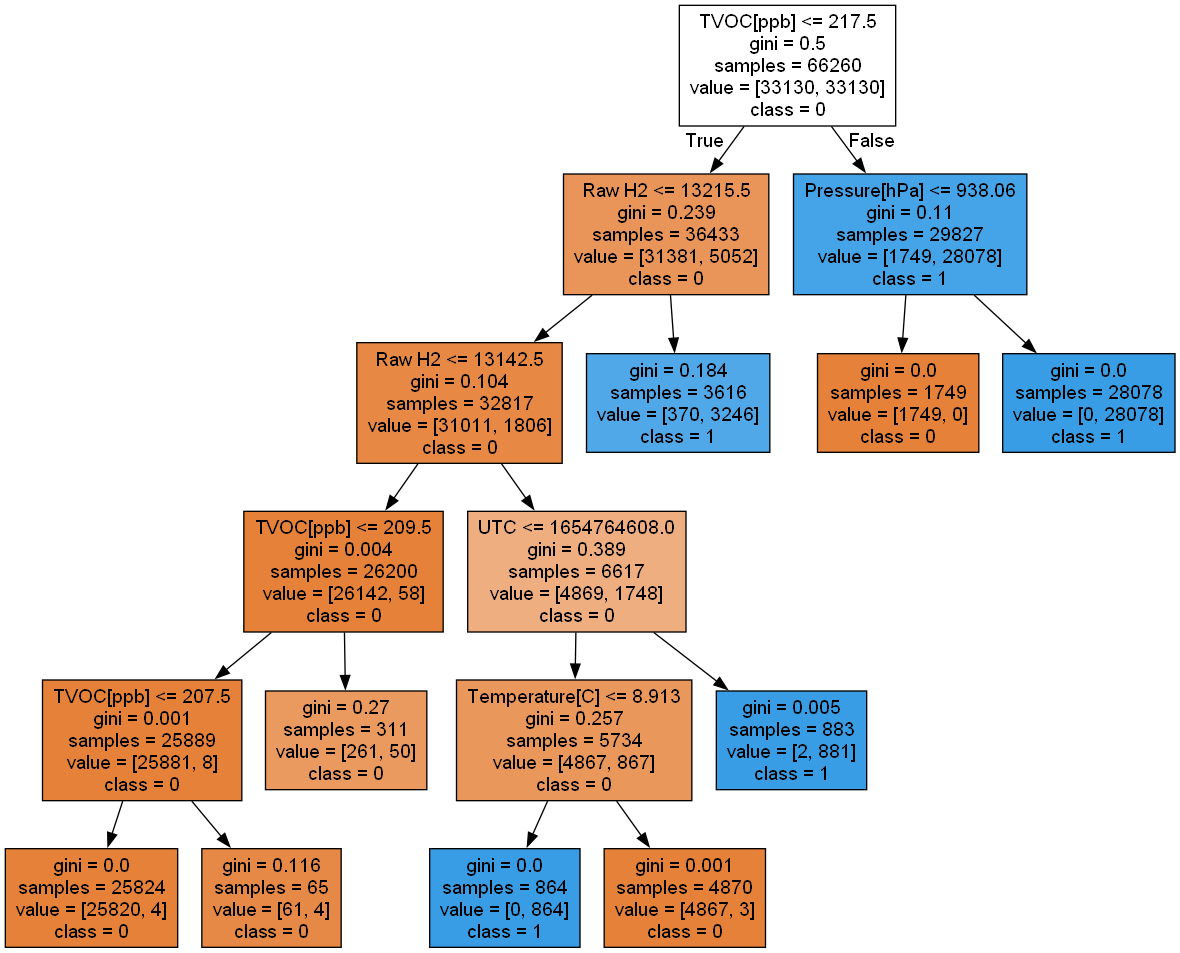 TVOC[ppb] <= 217.5
gini = 0.5
samples = 66260
value = [33130, 33130]
class = 0
True
False
Raw H2 <= 13215.5
gini = 0.239
samples = 36433
value = [31381, 5052]
class = 0
Pressure[hPa] <= 938.06
gini = 0.11
samples = 29827
value = [1749, 28078]
class = 1
Raw H2 <= 13142.5
gini = 0.104
samples = 32817
value = [31011, 1806]
class = 0
gini = 0.184
samples = 3616
value = [370, 3246]
class = 1
gini = 0.0
samples = 1749
value = [1749, 0]
class = 0
gini = 0.0
samples = 28078
value = [0, 28078]
class = 1
TVOC[ppb] <= 209.5
gini = 0.004
samples = 26200
value = [26142, 58]
class = 0
UTC <= 1654764608.0
gini = 0.389
samples = 6617
value = [4869, 1748]
class = 0
TVOC[ppb] <= 207.5
gini = 0.001
samples = 25889
value = [25881, 8]
class = 0
gini = 0.27
samples = 311
value = [261, 50]
class = 0
Temperature[C] <= 8.913
gini = 0.257
samples = 5734
value = [4867, 867]
class = 0
gini = 0.005
samples = 883
value = [2, 881]
class = 1
gini = 0.0
samples = 25824
value = [25820, 4]
class = 0
gini = 0.116
samples = 65
value = [61, 4]
class = 0
gini = 0.0
samples = 864
value = [0, 864]
class = 1
gini = 0.001
samples = 4870
value = [4867, 3]
class = 0